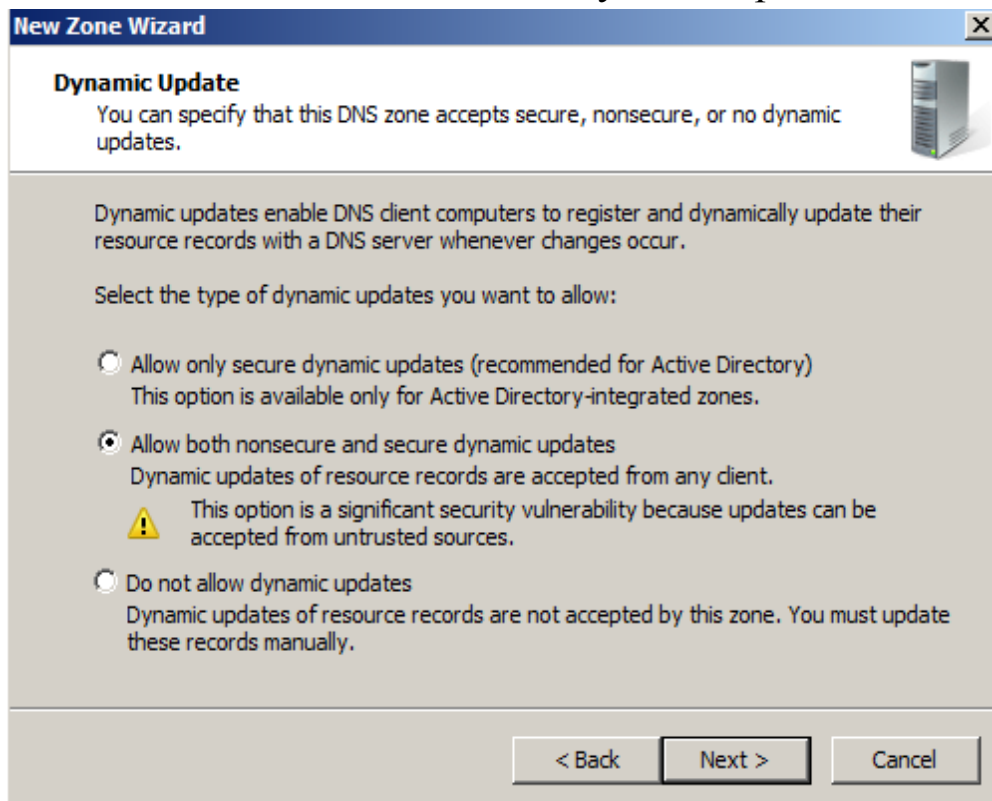 New Zone Wizard
Dynamic Update
You can specify that this DNS zone accepts secure, nonsecure, or no dynamic
updates.
Dynamic updates enable DNS client computers to register and dynamically update their
resource records with a DNS server whenever changes occur.
Select the type of dynamic updates you want to allow:
Allow only secure dynamic updates (recommended for Active Directory)
This option is available only for Active Directory-integrated zones.
Allow both nonsecure and secure dynamic updates
Dynamic updates of resource records are accepted from any client.
This option is a significant security vulnerability because updates can be
accepted from untrusted sources.
Do not allow dynamic updates
Dynamic updates of resource records are not accepted by this zone. You must update
these records manually.
< Back Next > Cancel